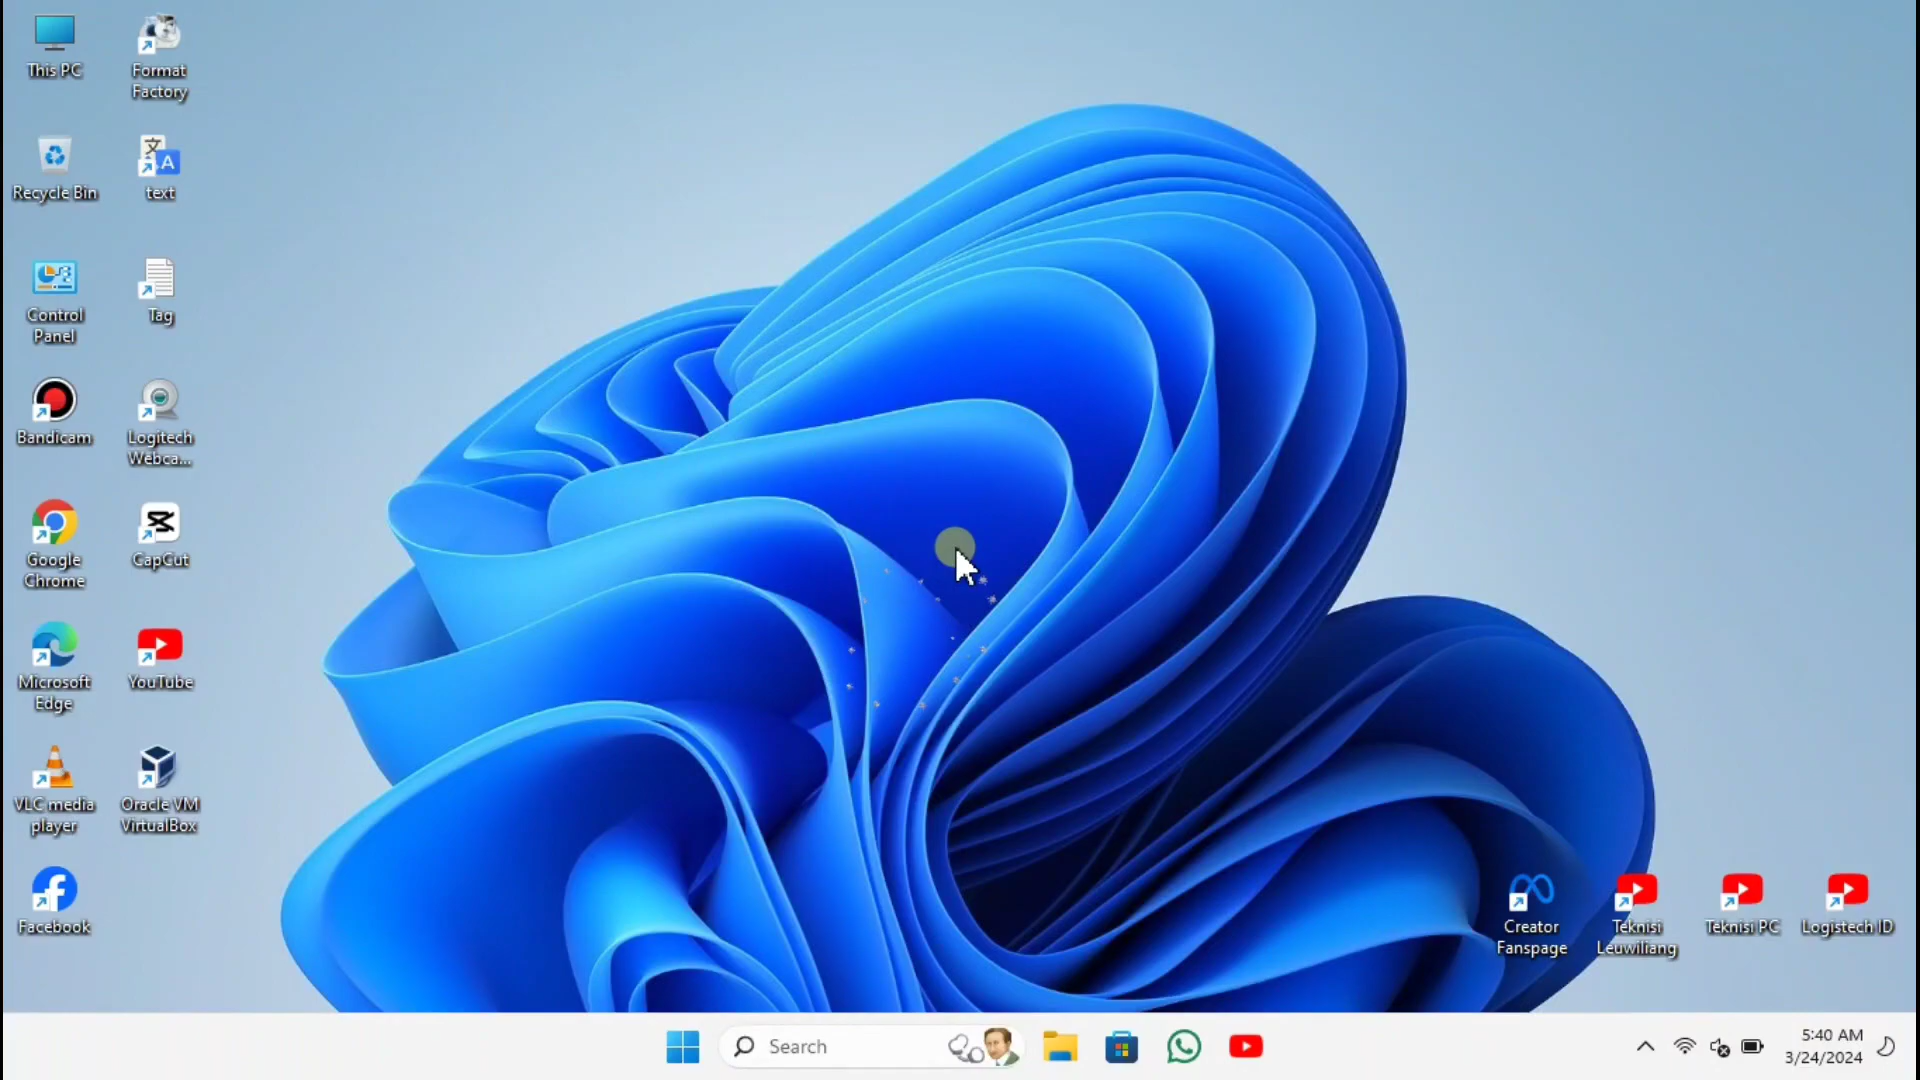 This PC
Format
Factory
Recycle Bin
text
Control
Panel
Tag
Bandicam
Logitech
Webca...
Google
Chrome
CapCut
Microsoft
Edge
YouTube
VLC media
player
Oracle VM
VirtualBox
Facebook
Creator
Fanspage
Teknisi
Leuwiliang
Teknisi PC
Logistech ID
Search
5:40 AM
3/24/2024